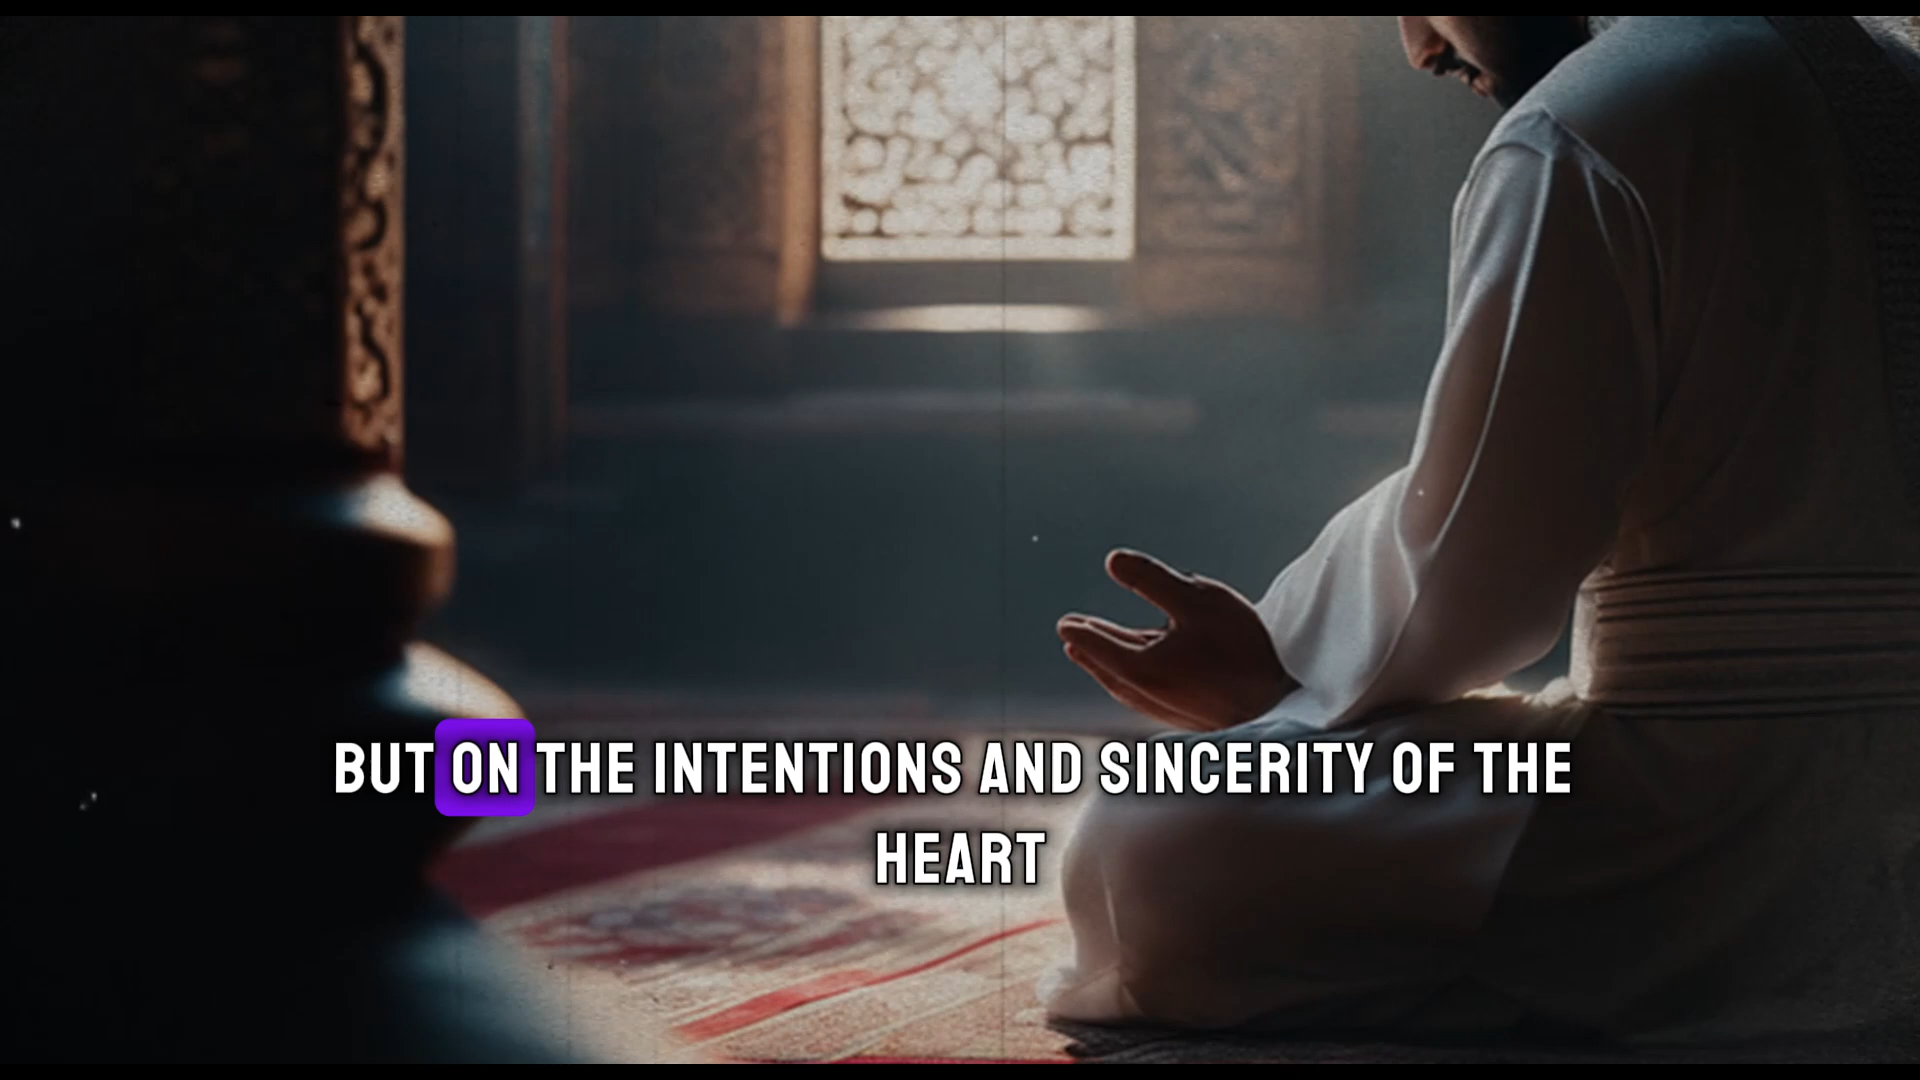 BUT ON THE INTENTIONS AND SINCERITY OF THE
HEART